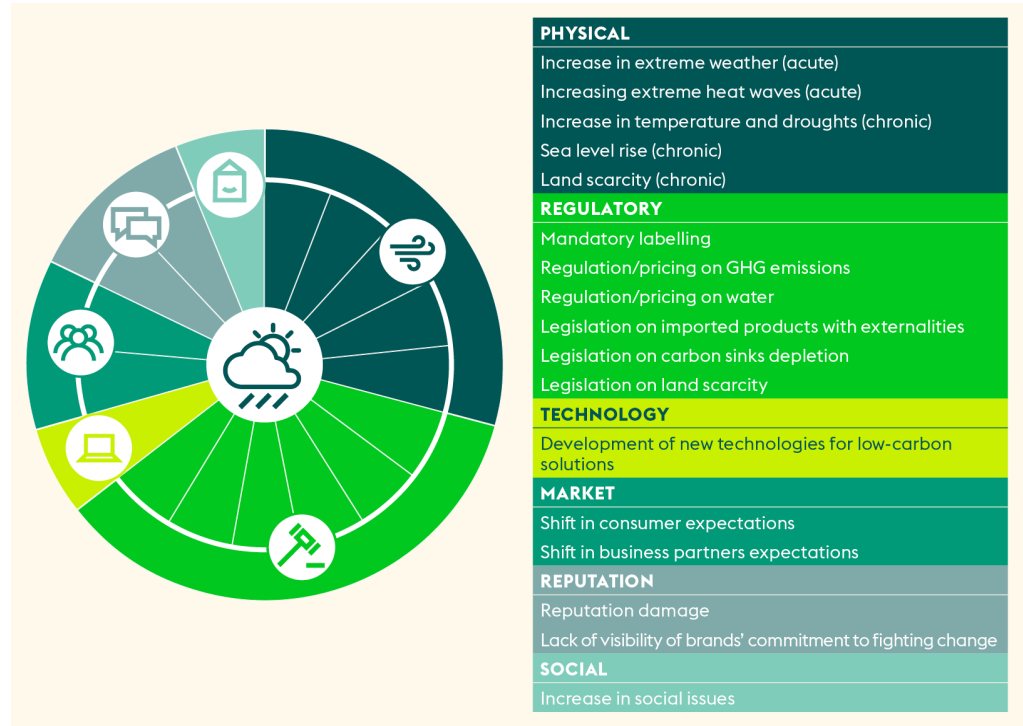 PHYSICAL
Increase in extreme weather (acute)
Increasing extreme heat waves (acute)
Increase in temperature and droughts (chronic)
Sea level rise (chronic)
Land scarcity (chronic)
REGULATORY
Mandatory labelling
Regulation/pricing on GHG emissions
Regulation/pricing on water
Legislation on imported products with externalities
Legislation on carbon sinks depletion
Legislation on land scarcity
TECHNOLOGY
Development of new technologies for low-carbon
solutions
MARKET
Shift in consumer expectations
Shift in business partners expectations
REPUTATION
Reputation damage
Lack of visibility of brands’ commitment to fighting change
SOCIAL
Increase in social issues